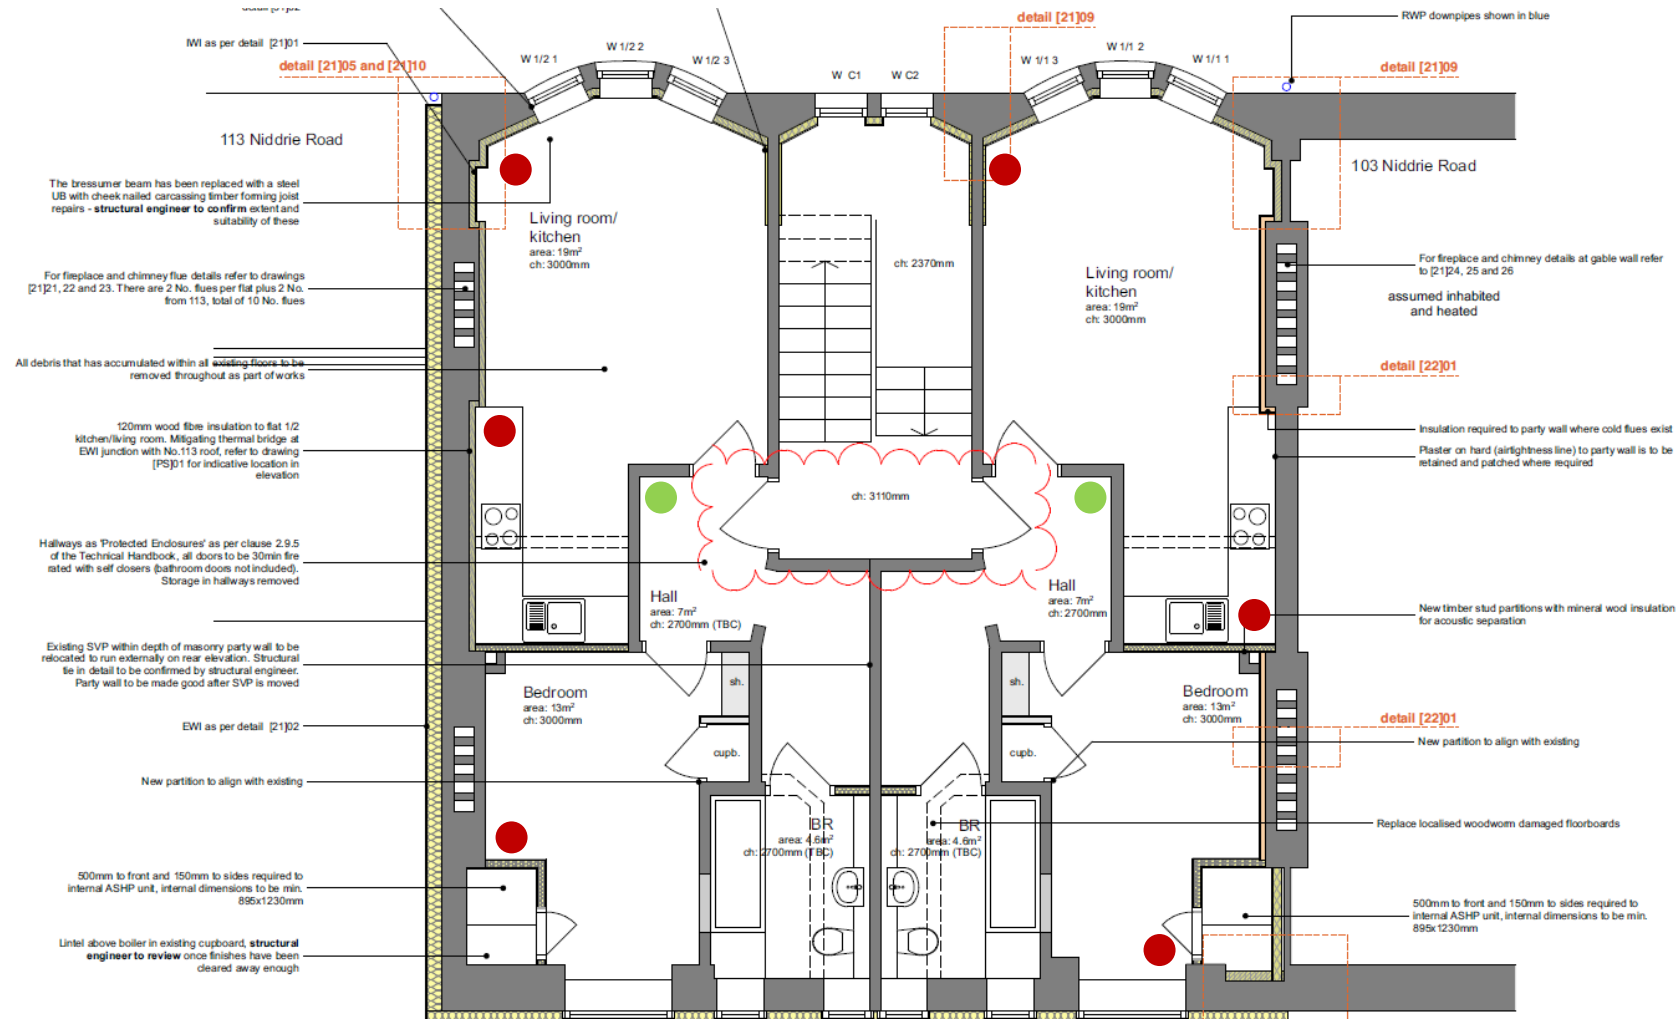 detail [21]02
IWI as per detail [21]01
detail [21]05 and [21]10
W 1/2 1
W 1/2 2
W 1/2 3
W C1
W C2
detail [21]09
W 1/1 3
W 1/1 2
W 1/1 1
RWP downpipes shown in blue
detail [21]09
113 Niddrie Road
103 Niddrie Road
The bressumer beam has been replaced with a steel
UB with cheek nailed carcassing timber forming joist
repairs - structural engineer to confirm extent and
suitability of these
Living room/
kitchen
area: 19m²
ch: 3000mm
ch: 2370mm
Living room/
kitchen
area: 19m²
ch: 3000mm
For fireplace and chimney flue details refer to drawings
[21]21, 22 and 23. There are 2 No. flues per flat plus 2 No.
from 113, total of 10 No. flues
For fireplace and chimney details at gable wall refer
to [21]24, 25 and 26
assumed inhabited
and heated
All debris that has accumulated within all existing floors to be
removed throughout as part of works
detail [22]01
120mm wood fibre insulation to flat 1/2
kitchen/living room. Mitigating thermal bridge at
EWI junction with No.113 roof, refer to drawing
[PS]01 for indicative location in
elevation
Insulation required to party wall where cold flues exist
Plaster on hard (airtightness line) to party wall is to be
retained and patched where required
ch: 3110mm
Hallways as 'Protected Enclosures' as per clause 2.9.5
of the Technical Handbook, all doors to be 30min fire
rated with self closers (bathroom doors not included).
Storage in hallways removed
Hall
area: 7m²
ch: 2700mm (TBC)
Hall
area: 7m²
ch: 2700mm
New timber stud partitions with mineral wool insulation
for acoustic separation
Existing SVP within depth of masonry party wall to be
relocated to run externally on rear elevation. Structural
tie in detail to be confirmed by structural engineer.
Party wall to be made good after SVP is moved
Bedroom
area: 13m²
ch: 3000mm
sh.
sh.
Bedroom
area: 13m²
ch: 3000mm
EWI as per detail [21]02
detail [22]01
cupb.
cupb.
New partition to align with existing
New partition to align with existing
BR
area: 4.6m²
ch: 2700mm (TBC)
BR
area: 4.6m²
ch: 2700mm (TBC)
Replace localised woodworm damaged floorboards
500mm to front and 150mm to sides required to
internal ASHP unit, internal dimensions to be min.
895x1230mm
500mm to front and 150mm to sides required to
internal ASHP unit, internal dimensions to be min.
895x1230mm
Lintel above boiler in existing cupboard, structural
engineer to review once finishes have been
cleared away enough